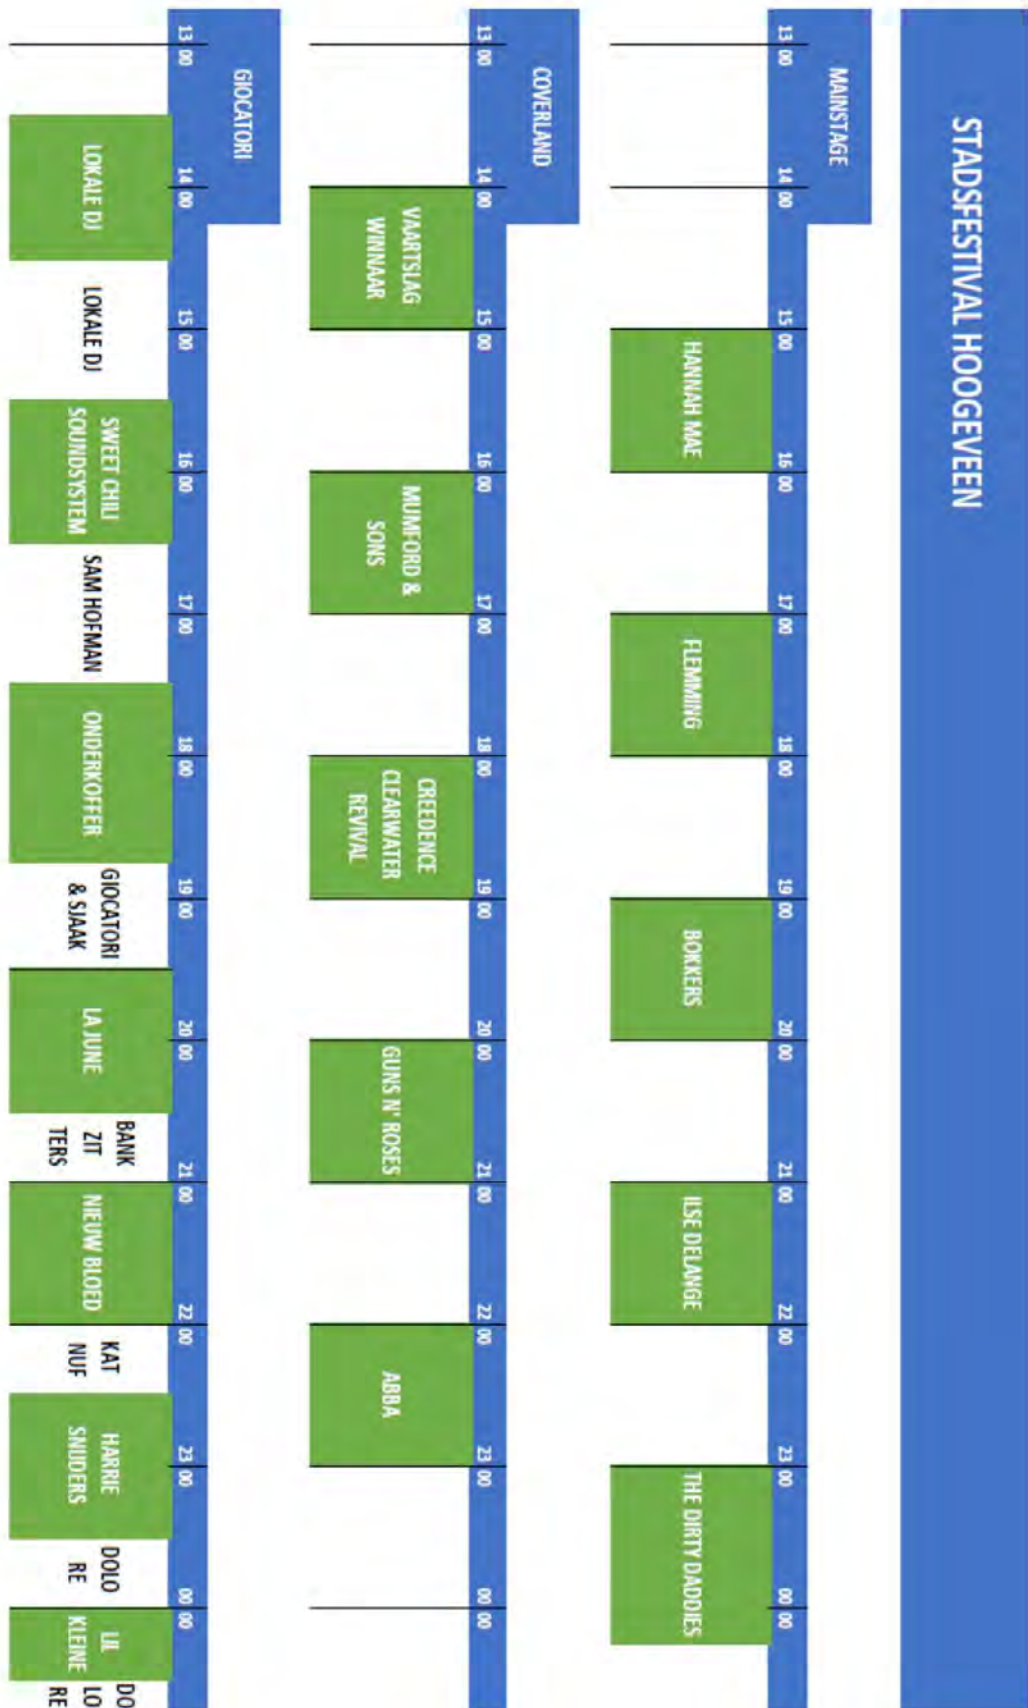 STADSFESTIVAL HOOGEVEEN
MAINSTAGE
13 00
14 00
15 00
16 00
17 00
18 00
19 00
20 00
21 00
22 00
23 00
00 00
HANNAH MAE
FLEMMING
BOKKERS
ILSE DELANGE
THE DIRTY DADDIES
COVERLAND
13 00
14 00
15 00
16 00
17 00
18 00
19 00
20 00
21 00
22 00
23 00
00 00
VAARTSLAG
WINNAAR
MUMFORD &
SONS
CREEDENCE
CLEARWATER
REVIVAL
GUNS N' ROSES
ABBA
GIOCATORI
13 00
14 00
15 00
16 00
17 00
18 00
19 00
20 00
21 00
22 00
23 00
00 00
LOKALE DJ
LOKALE DJ
SWEET CHILI
SOUNDSYSTEM
SAM HOFMAN
ONDERKOFFER
GIOCATORI
& SJAAK
LA JUNE
BANK
ZIT
TERS
NIEUW BLOED
KAT
NUF
HARRIE
SNIJDERS
DOLO
RE
LIL
KLEINE
DO
LO
RE